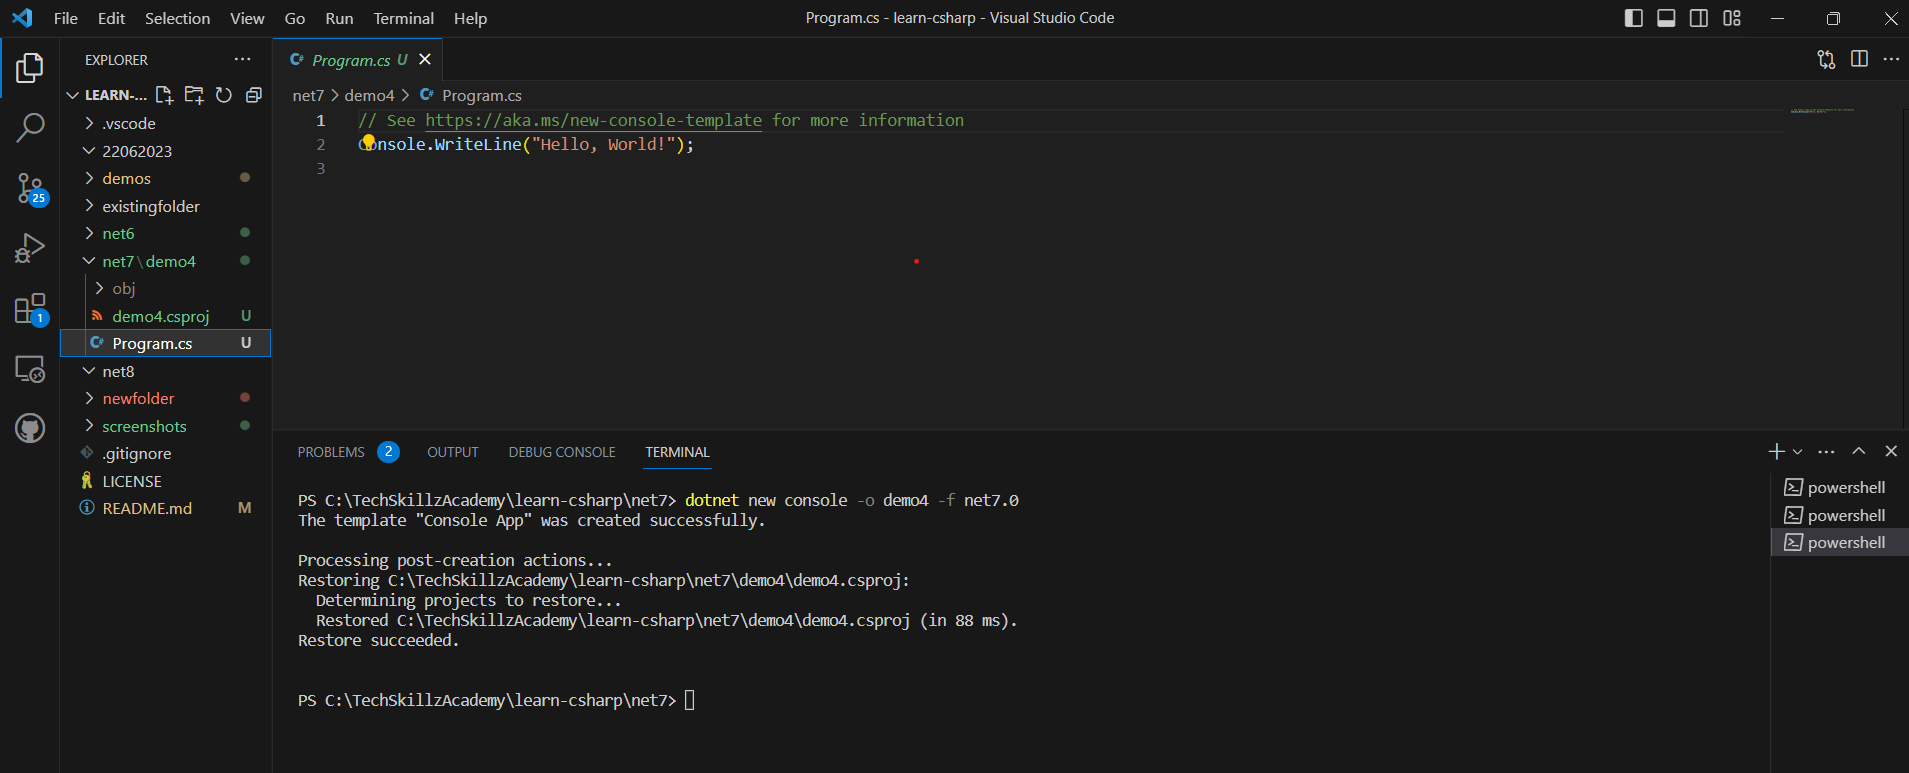 File Edit Selection View Go Run Terminal Help
Program.cs - learn-csharp - Visual Studio Code
EXPLORER
LEARN-...
.vscode
22062023
demos
existingfolder
net6
net7\demo4
obj
demo4.csproj U
Program.cs U
net8
newfolder
screenshots
.gitignore
LICENSE
README.md M
25
1
C# Program.cs U
net7 > demo4 > C# Program.cs
1 // See https://aka.ms/new-console-template for more information
2 Console.WriteLine("Hello, World!");
3
PROBLEMS 2 OUTPUT DEBUG CONSOLE TERMINAL
PS C:\TechSkillzAcademy\learn-csharp\net7> dotnet new console -o demo4 -f net7.0
The template "Console App" was created successfully.
Processing post-creation actions...
Restoring C:\TechSkillzAcademy\learn-csharp\net7\demo4\demo4.csproj:
Determining projects to restore...
Restored C:\TechSkillzAcademy\learn-csharp\net7\demo4\demo4.csproj (in 88 ms).
Restore succeeded.
PS C:\TechSkillzAcademy\learn-csharp\net7>
powershell
powershell
powershell